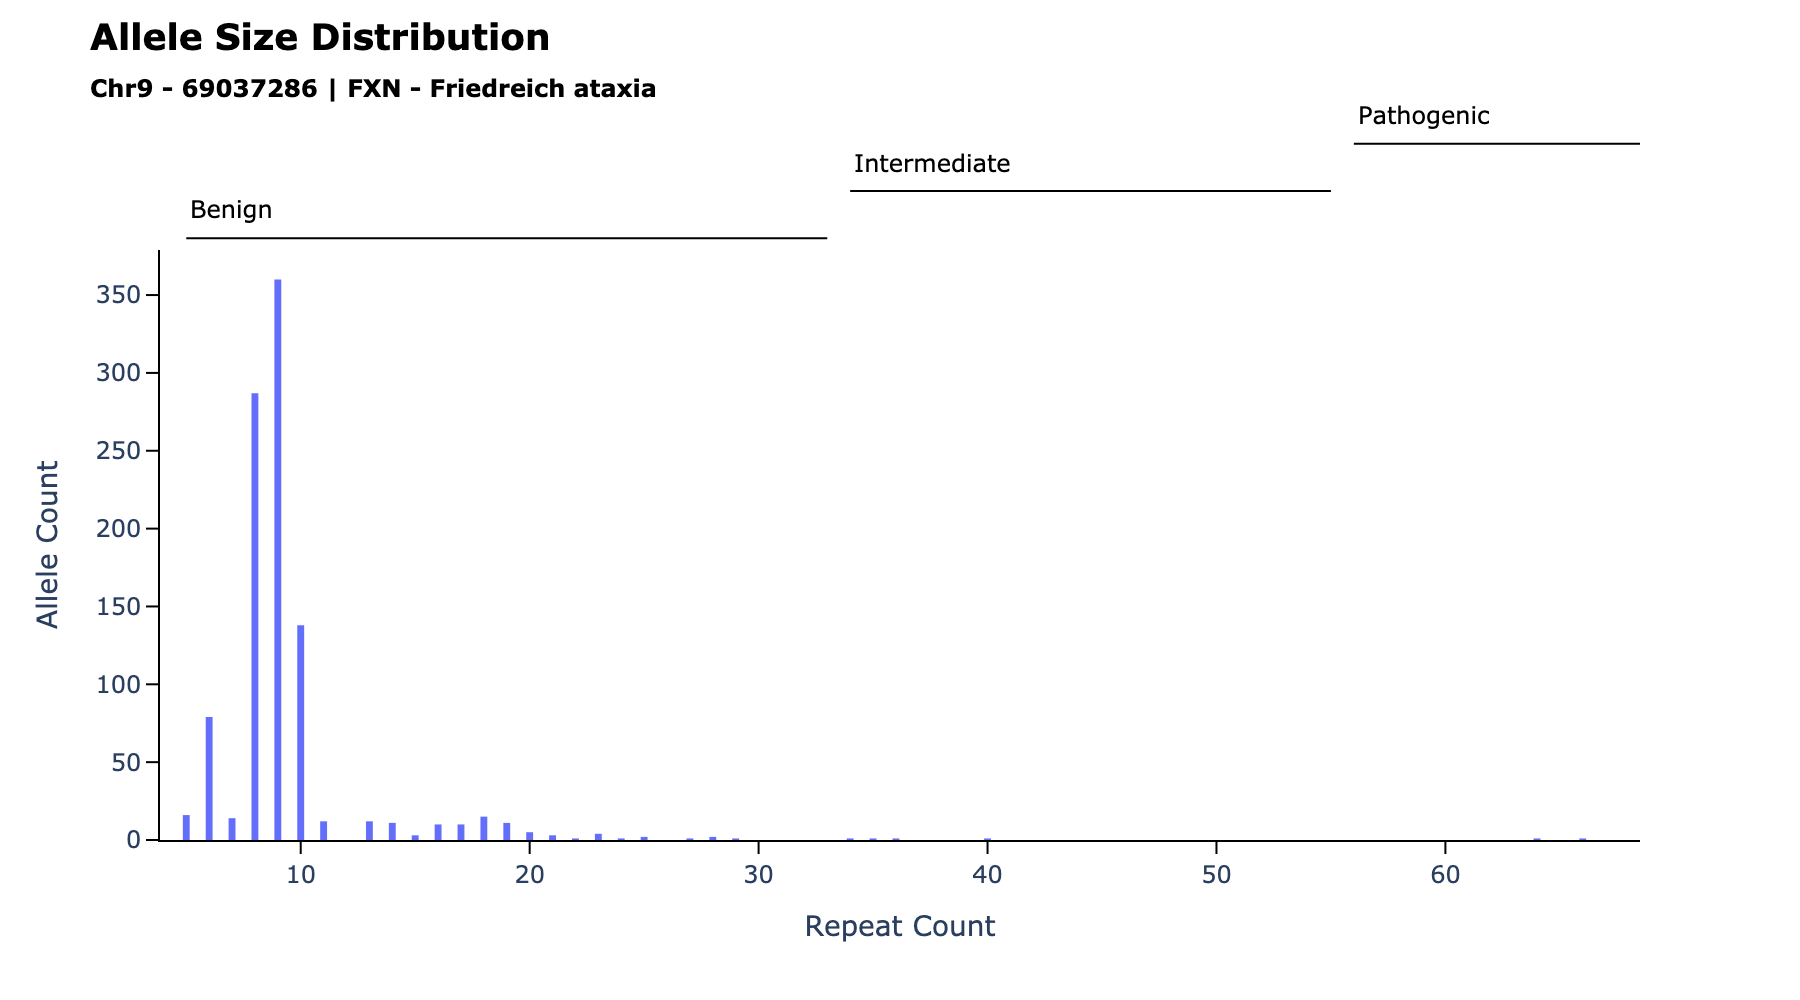 Allele Size Distribution
Chr9 - 69037286 | FXN - Friedreich ataxia
Pathogenic
Intermediate
Benign
350
300
250
200
150
100
50
0
Allele Count
10 20 30 40 50 60
Repeat Count